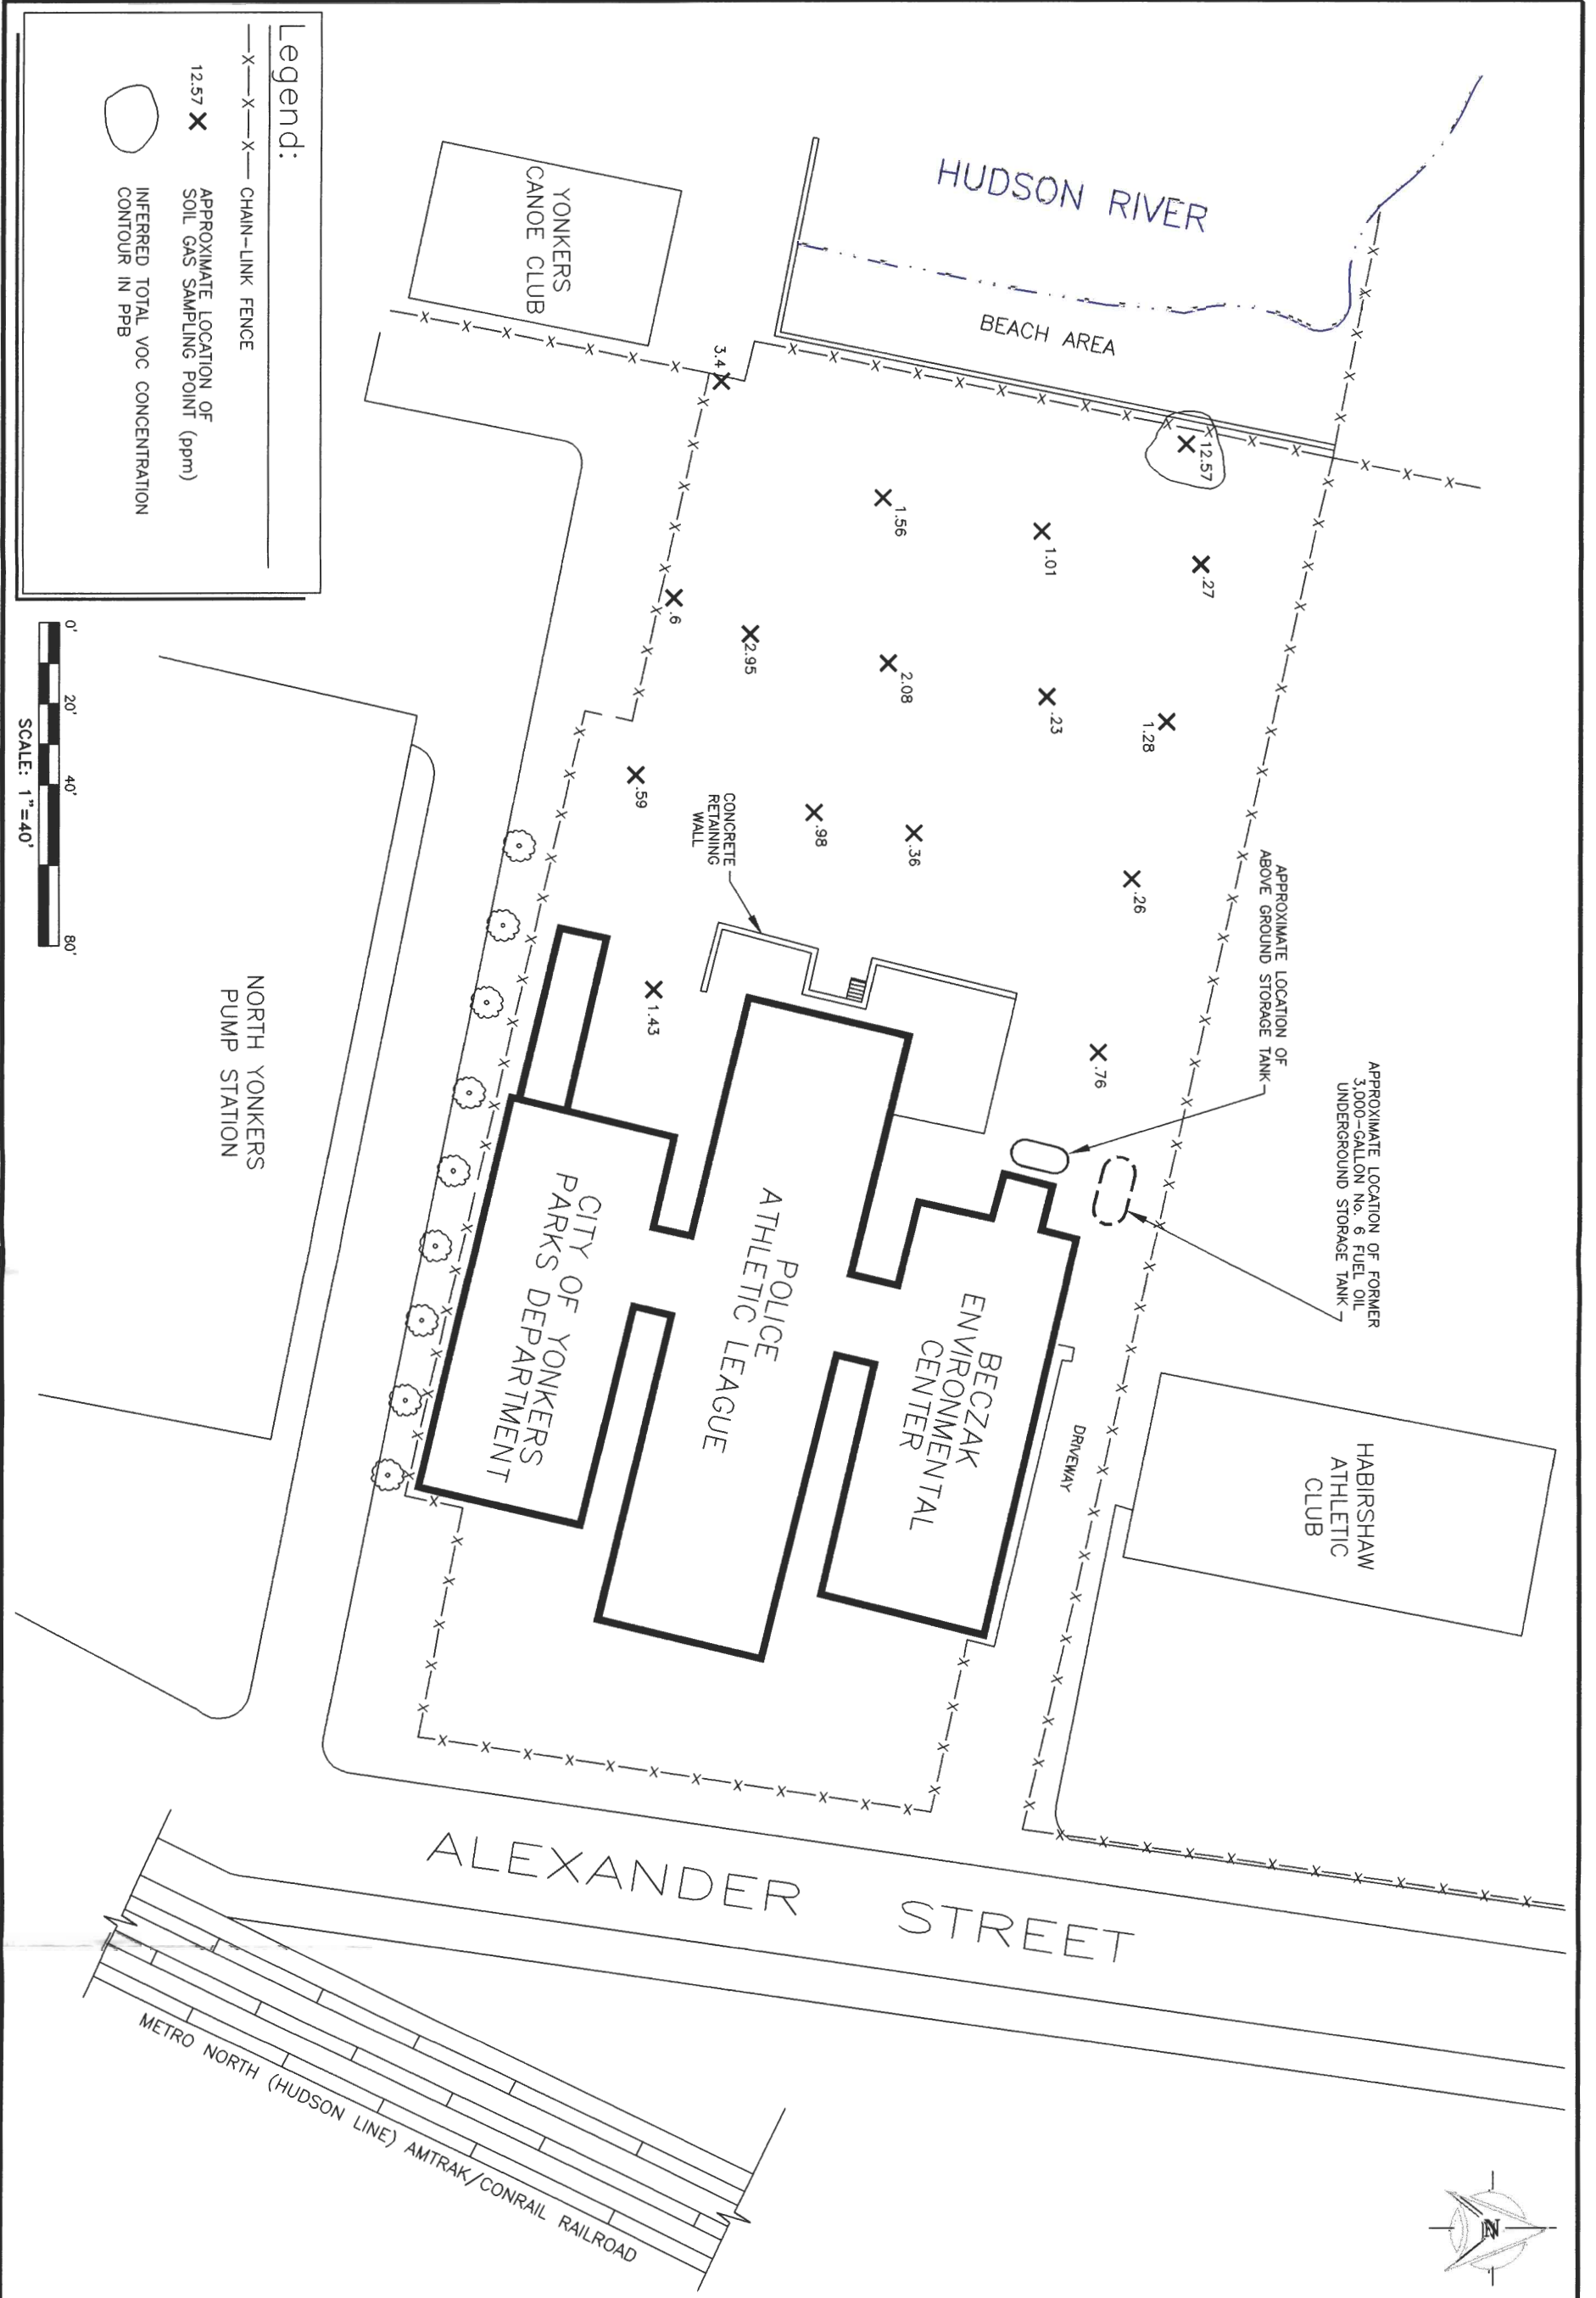 HUDSON RIVER
BEACH AREA
YONKERS
CANOE CLUB
12.57
3.4
1.56
1.01
.27
.6
2.95
2.08
.23
1.28
.59
.98
.36
.26
1.43
.76
CONCRETE
RETAINING
WALL
APPROXIMATE LOCATION OF
ABOVE GROUND STORAGE TANK
APPROXIMATE LOCATION OF FORMER
3,000-GALLON No. 6 FUEL OIL
UNDERGROUND STORAGE TANK
HABIRSHAW
ATHLETIC
CLUB
DRIVEWAY
BECZAK
ENVIRONMENTAL
CENTER
POLICE
ATHLETIC LEAGUE
CITY OF YONKERS
PARKS DEPARTMENT
NORTH YONKERS
PUMP STATION
ALEXANDER STREET
METRO NORTH (HUDSON LINE) AMTRAK/CONRAIL RAILROAD
N
Legend:
—X—X—X— CHAIN-LINK FENCE
12.57 X APPROXIMATE LOCATION OF
SOIL GAS SAMPLING POINT (ppm)
INFERRED TOTAL VOC CONCENTRATION
CONTOUR IN PPB
0' 20' 40' 80'
SCALE: 1"=40'